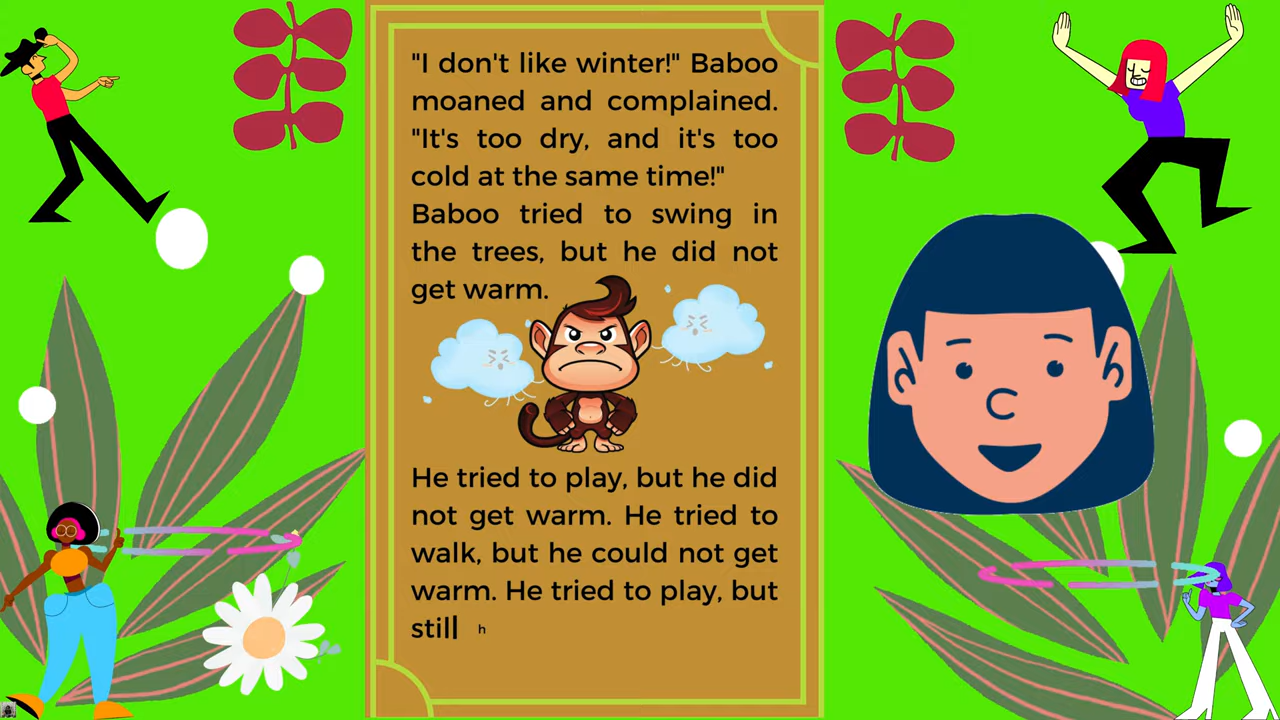 "I don't like winter!" Baboo
moaned and complained.
"It's too dry, and it's too
cold at the same time!"
Baboo tried to swing in
the trees, but he did not
get warm.
He tried to play, but he did
not get warm. He tried to
walk, but he could not get
warm. He tried to play, but
still h